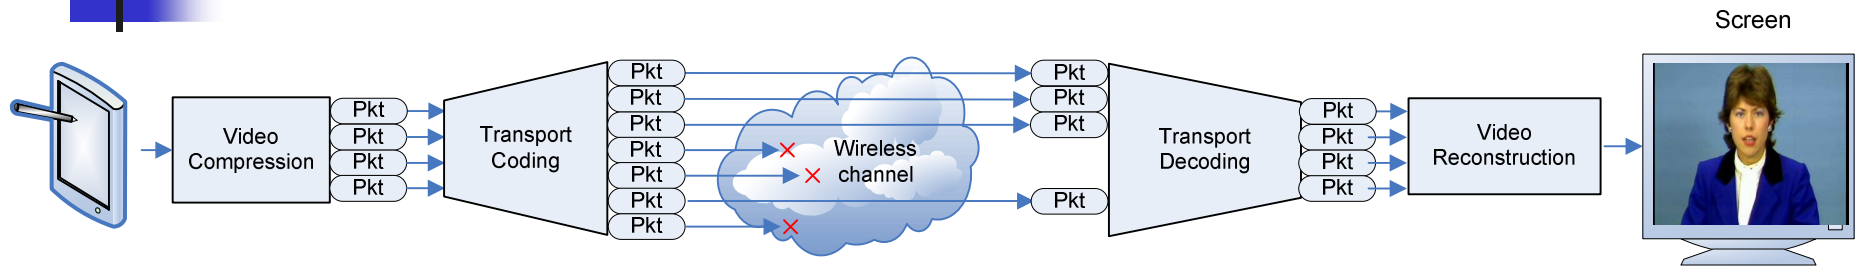 Screen
Video
Compression
Pkt
Pkt
Pkt
Pkt
Transport
Coding
Pkt
Pkt
Pkt
Pkt
Pkt
Pkt
Pkt
Wireless
channel
Pkt
Pkt
Pkt
Pkt
Transport
Decoding
Pkt
Pkt
Pkt
Pkt
Video
Reconstruction